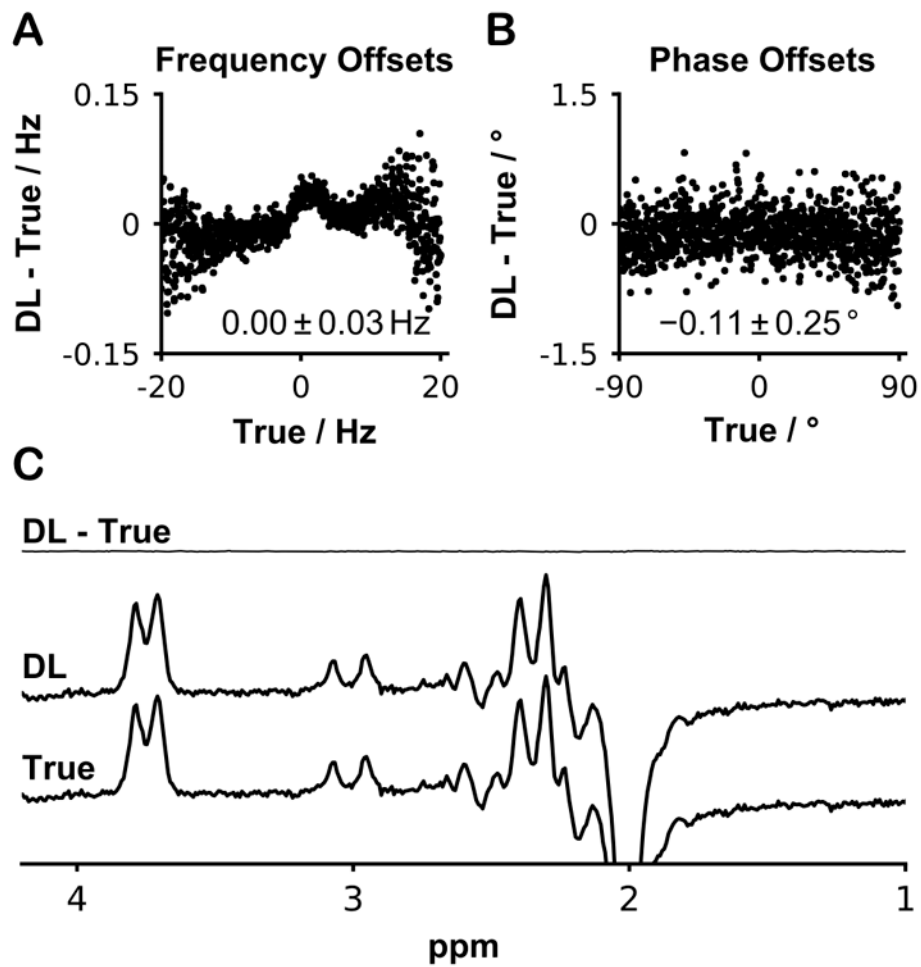 A
Frequency Offsets
DL - True / Hz
0.15
0
-0.15
0.00 ± 0.03 Hz
-20
0
20
True / Hz
B
Phase Offsets
DL - True / °
1.5
0
-1.5
−0.11 ± 0.25 °
-90
0
90
True / °
C
DL - True
DL
True
4
3
2
1
ppm